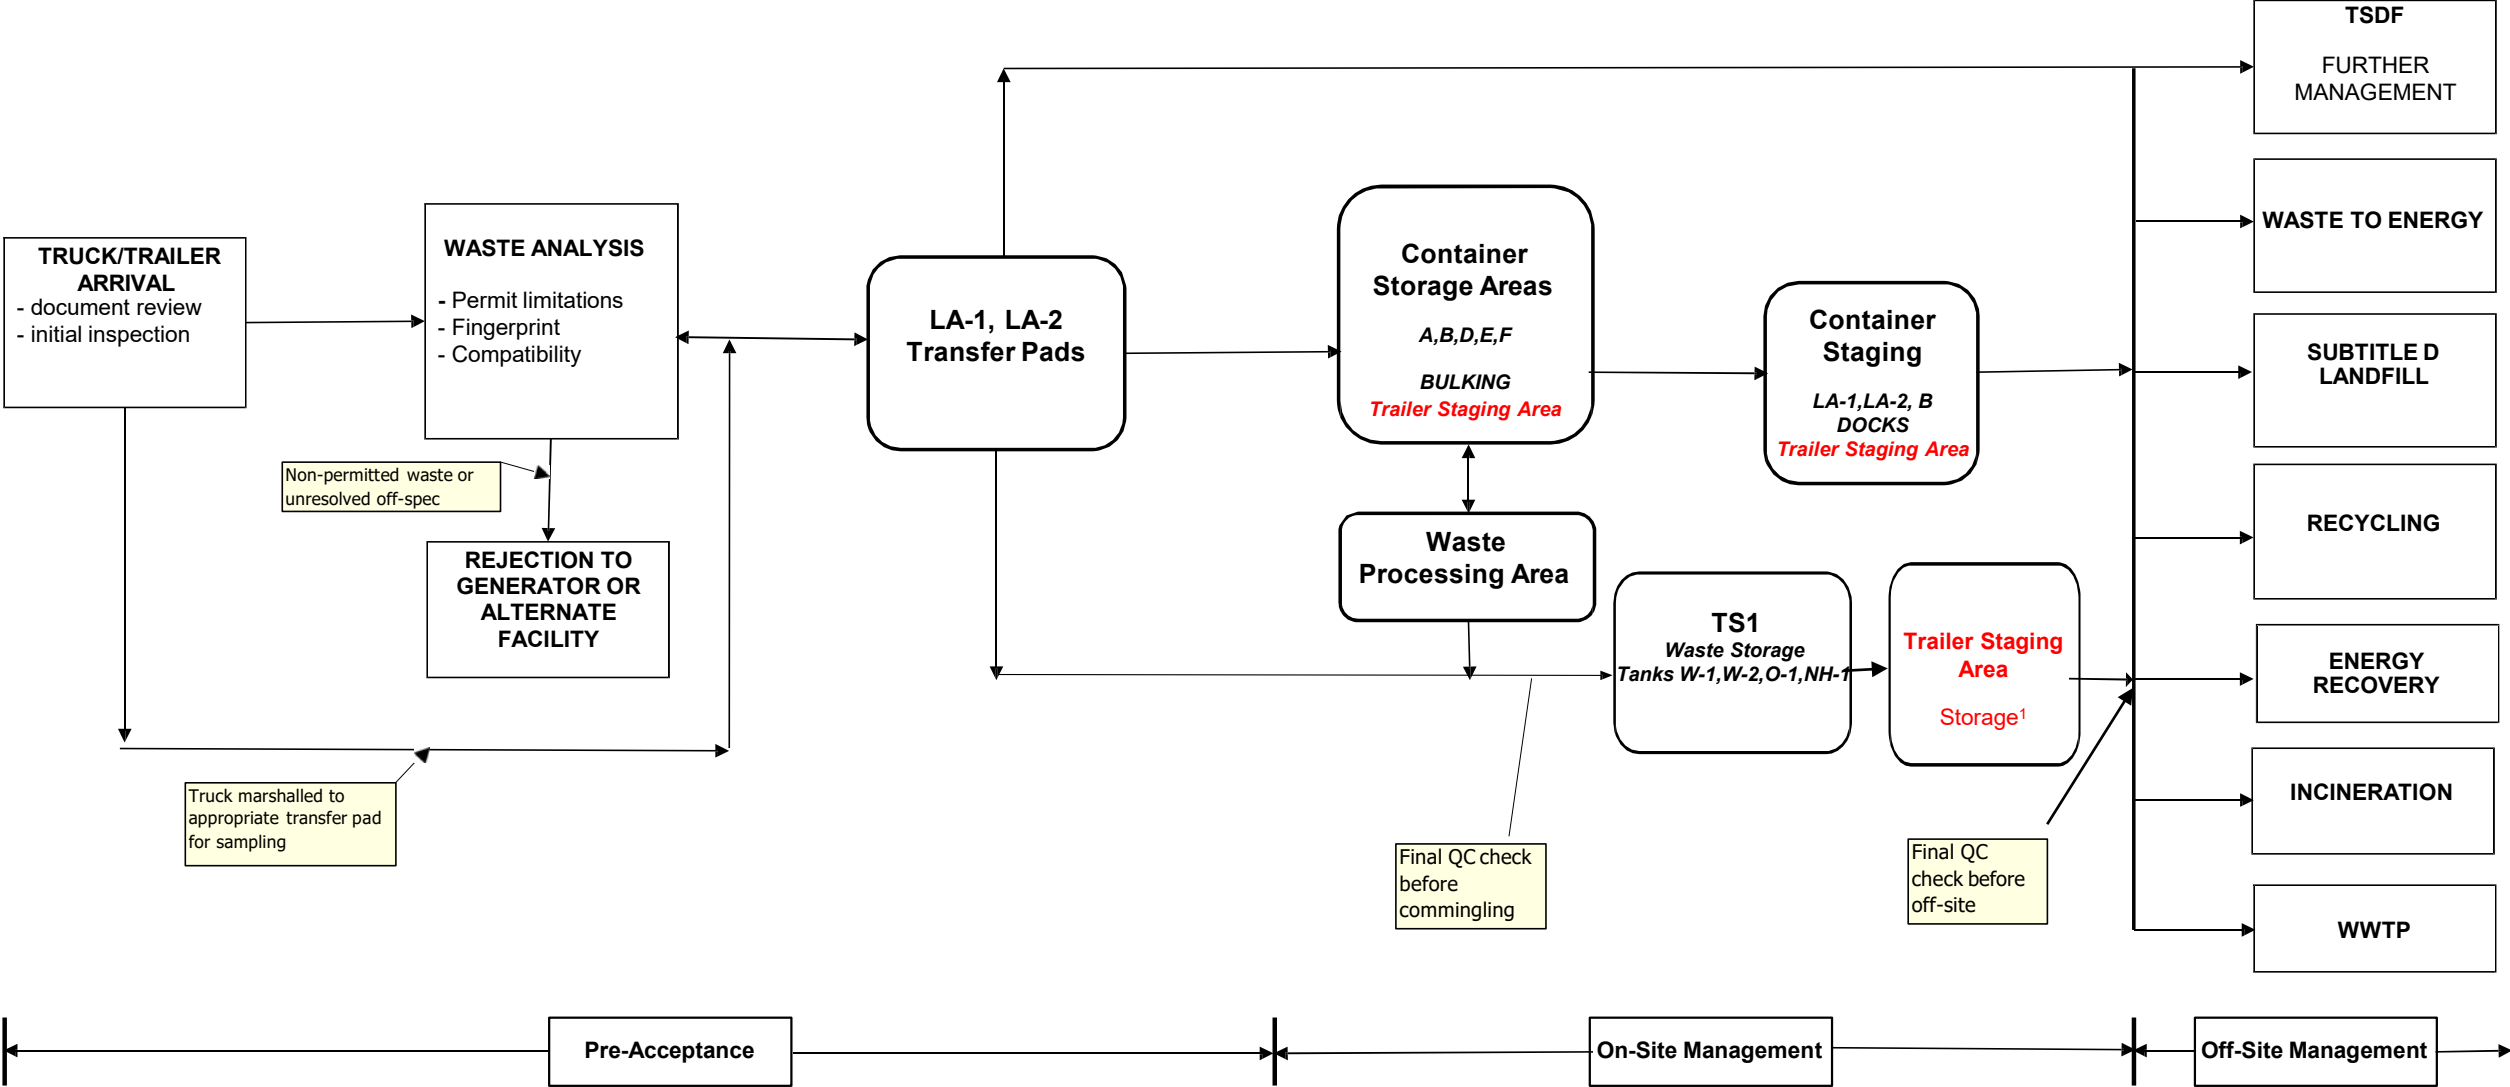 TSDF
FURTHER
MANAGEMENT
WASTE TO ENERGY
SUBTITLE D
LANDFILL
RECYCLING
ENERGY
RECOVERY
INCINERATION
WWTP
TRUCK/TRAILER
ARRIVAL
- document review
- initial inspection
WASTE ANALYSIS
- Permit limitations
- Fingerprint
- Compatibility
Non-permitted waste or
unresolved off-spec
REJECTION TO
GENERATOR OR
ALTERNATE
FACILITY
Truck marshalled to
appropriate transfer pad
for sampling
LA-1, LA-2
Transfer Pads
Container
Storage Areas
A,B,D,E,F
BULKING
Trailer Staging Area
Container
Staging
LA-1,LA-2, B
DOCKS
Trailer Staging Area
Waste
Processing Area
TS1
Waste Storage
Tanks W-1,W-2,O-1,NH-1
Trailer Staging
Area
Storage¹
Final QC check
before
commingling
Final QC
check before
off-site
Pre-Acceptance
On-Site Management
Off-Site Management